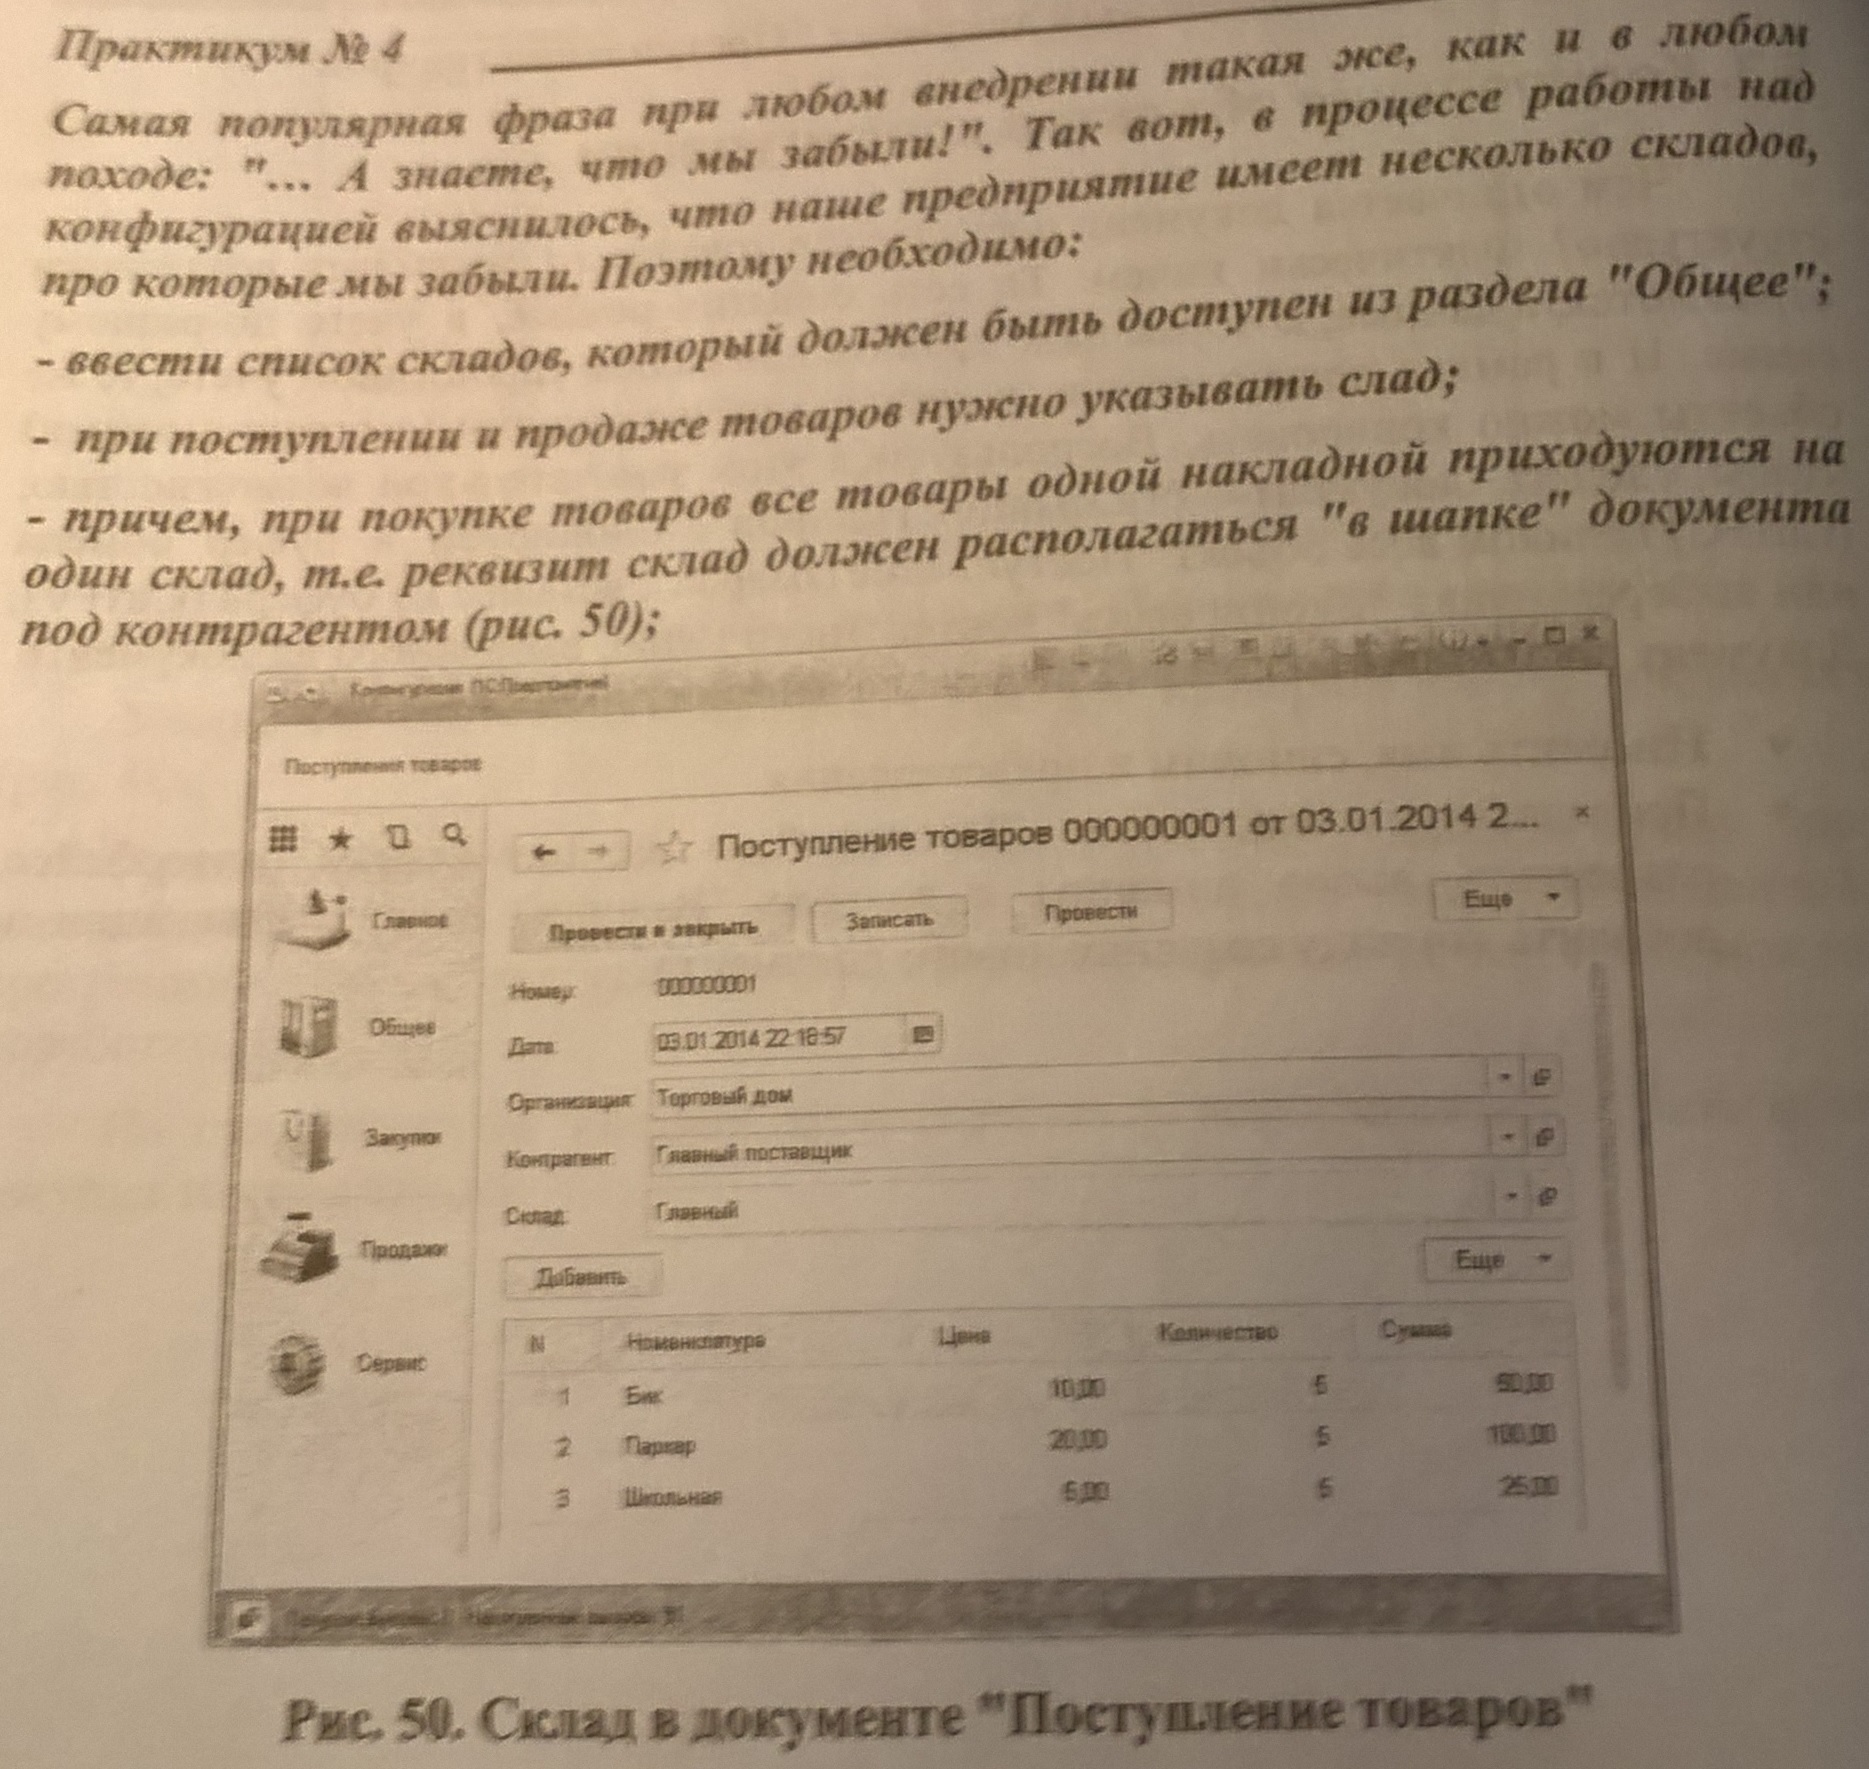 Практикум № 4
Самая популярная фраза при любом внедрении такая же, как и в любом
походе: "... А знаете, что мы забыли!". Так вот, в процессе работы над
конфигурацией выяснилось, что наше предприятие имеет несколько складов,
про которые мы забыли. Поэтому необходимо:
- ввести список складов, который должен быть доступен из раздела "Общее";
- при поступлении и продаже товаров нужно указывать слад;
- причем, при покупке товаров все товары одной накладной приходуются на
один склад, т.е. реквизит склад должен располагаться "в шапке" документа
под контрагентом (рис. 50);
Поступления товаров
Поступление товаров 000000001 от 03.01.2014 2...
Главное
Провести и закрыть Записать Провести Еще
Номер: 000000001
Общее
Дата: 03.01.2014 22:18:57
Организация: Торговый дом
Закупки
Контрагент: Главный поставщик
Склад: Главный
Продажи
Добавить Еще
N Номенклатура Цена Количество Сумма
Сервис
1 Бик 10,00 5 50,00
2 Паркер 20,00 5 100,00
3 Школьная 5,00 5 25,00
Рис. 50. Склад в документе "Поступление товаров"